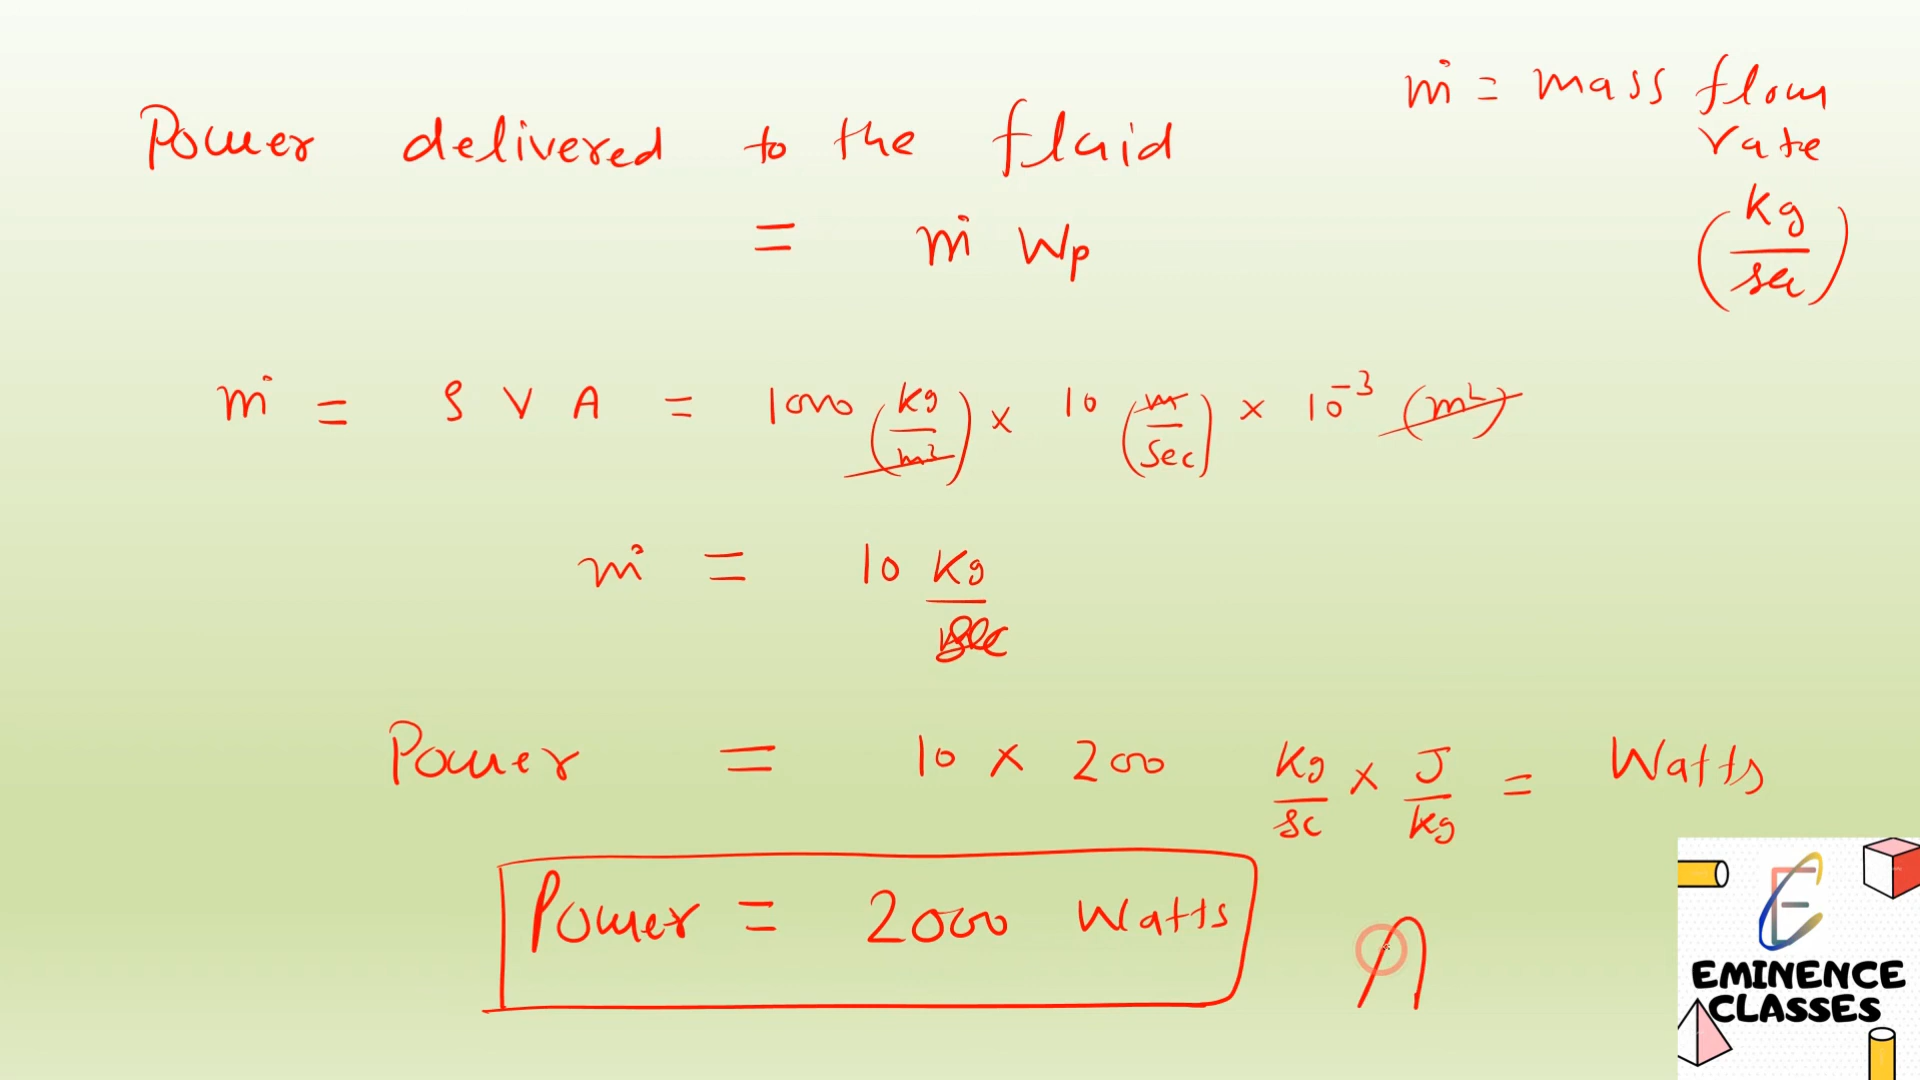 Power delivered to the fluid
= ṁ Wp
ṁ = mass flow
rate
(kg/sec)
ṁ = ρ V A = 1000 (kg/m³) × 10 (m/sec) × 10⁻³ (m²)
ṁ = 10 kg/sec
Power = 10 × 200 kg/sc × J/kg = Watts
Power = 2000 Watts
E
EMINENCE
CLASSES